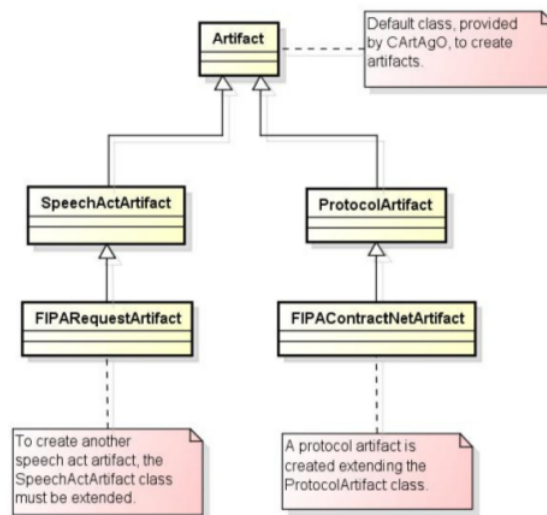 Artifact
Default class, provided
by CArtAgO, to create
artifacts.
SpeechActArtifact
ProtocolArtifact
FIPARequestArtifact
FIPAContractNetArtifact
To create another
speech act artifact, the
SpeechActArtifact class
must be extended.
A protocol artifact is
created extending the
ProtocolArtifact class.